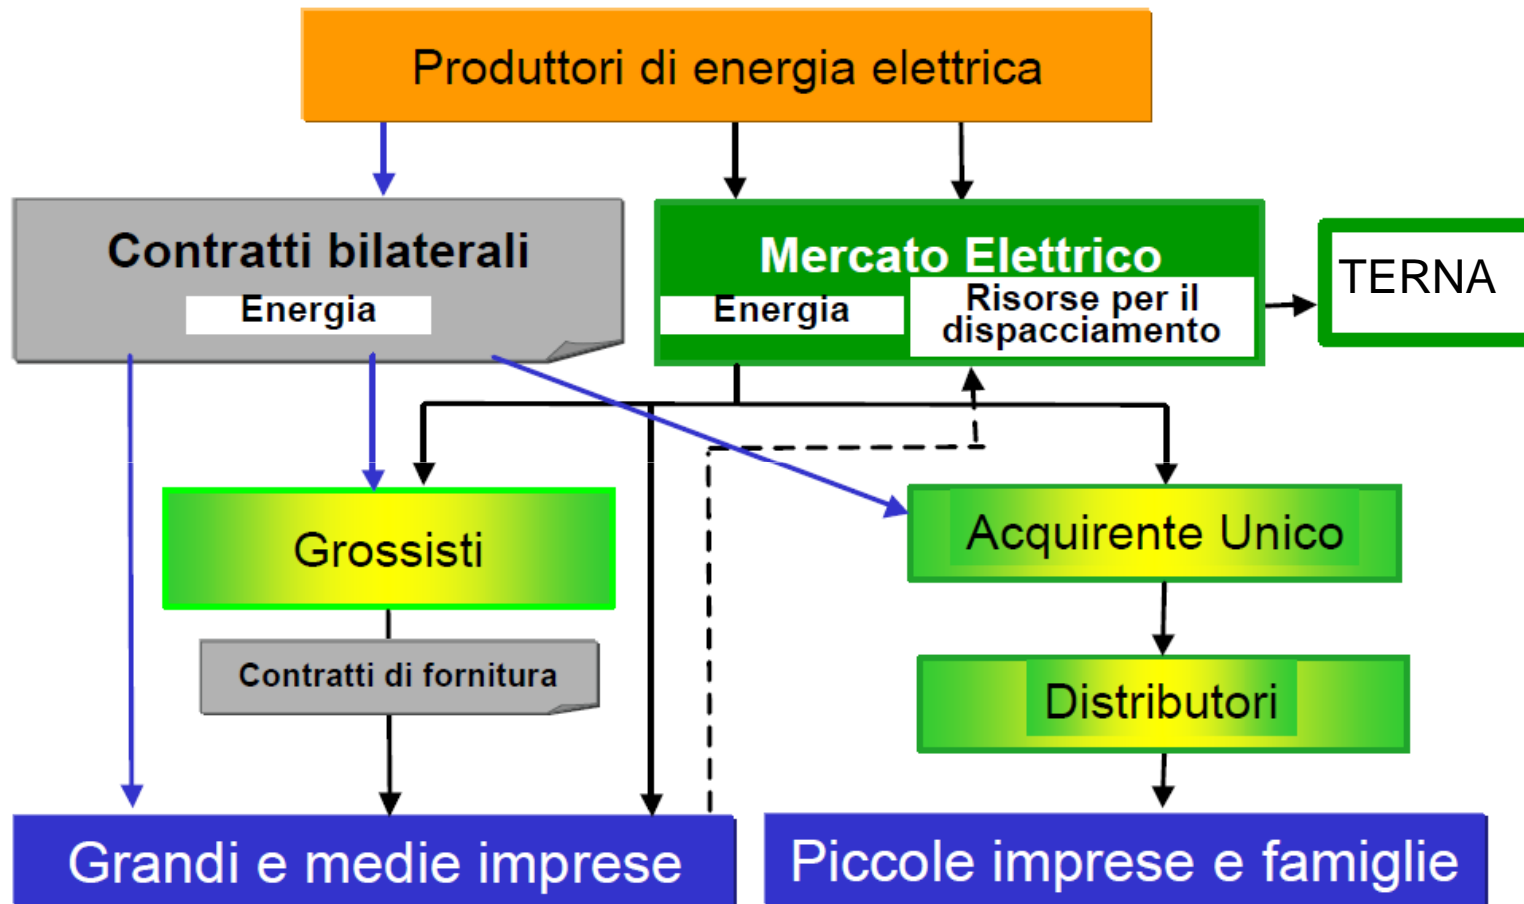 Produttori di energia elettrica
Contratti bilaterali
Energia
Mercato Elettrico
Energia
Risorse per il
dispacciamento
TERNA
Grossisti
Acquirente Unico
Contratti di fornitura
Distributori
Grandi e medie imprese
Piccole imprese e famiglie